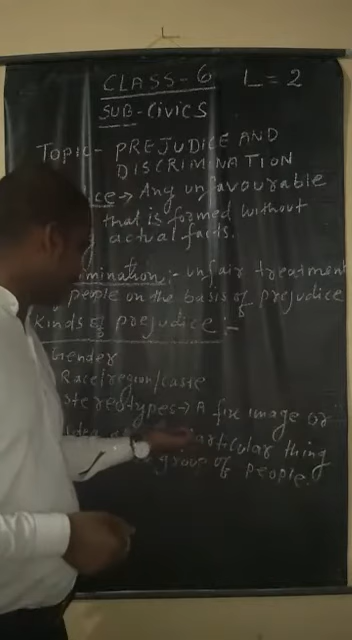 CLASS-6 L=2
SUB-CIVICS
Topic- PREJUDICE AND
DISCRIMINATION
→ Any unfavourable
that is formed without
actual facts.
:- unfair treatment
people on the basis of prejudice
Kinds of prejudice :-
Gender
Race/region/caste
Stereotypes→ A fix image or
particular thing
group of people.